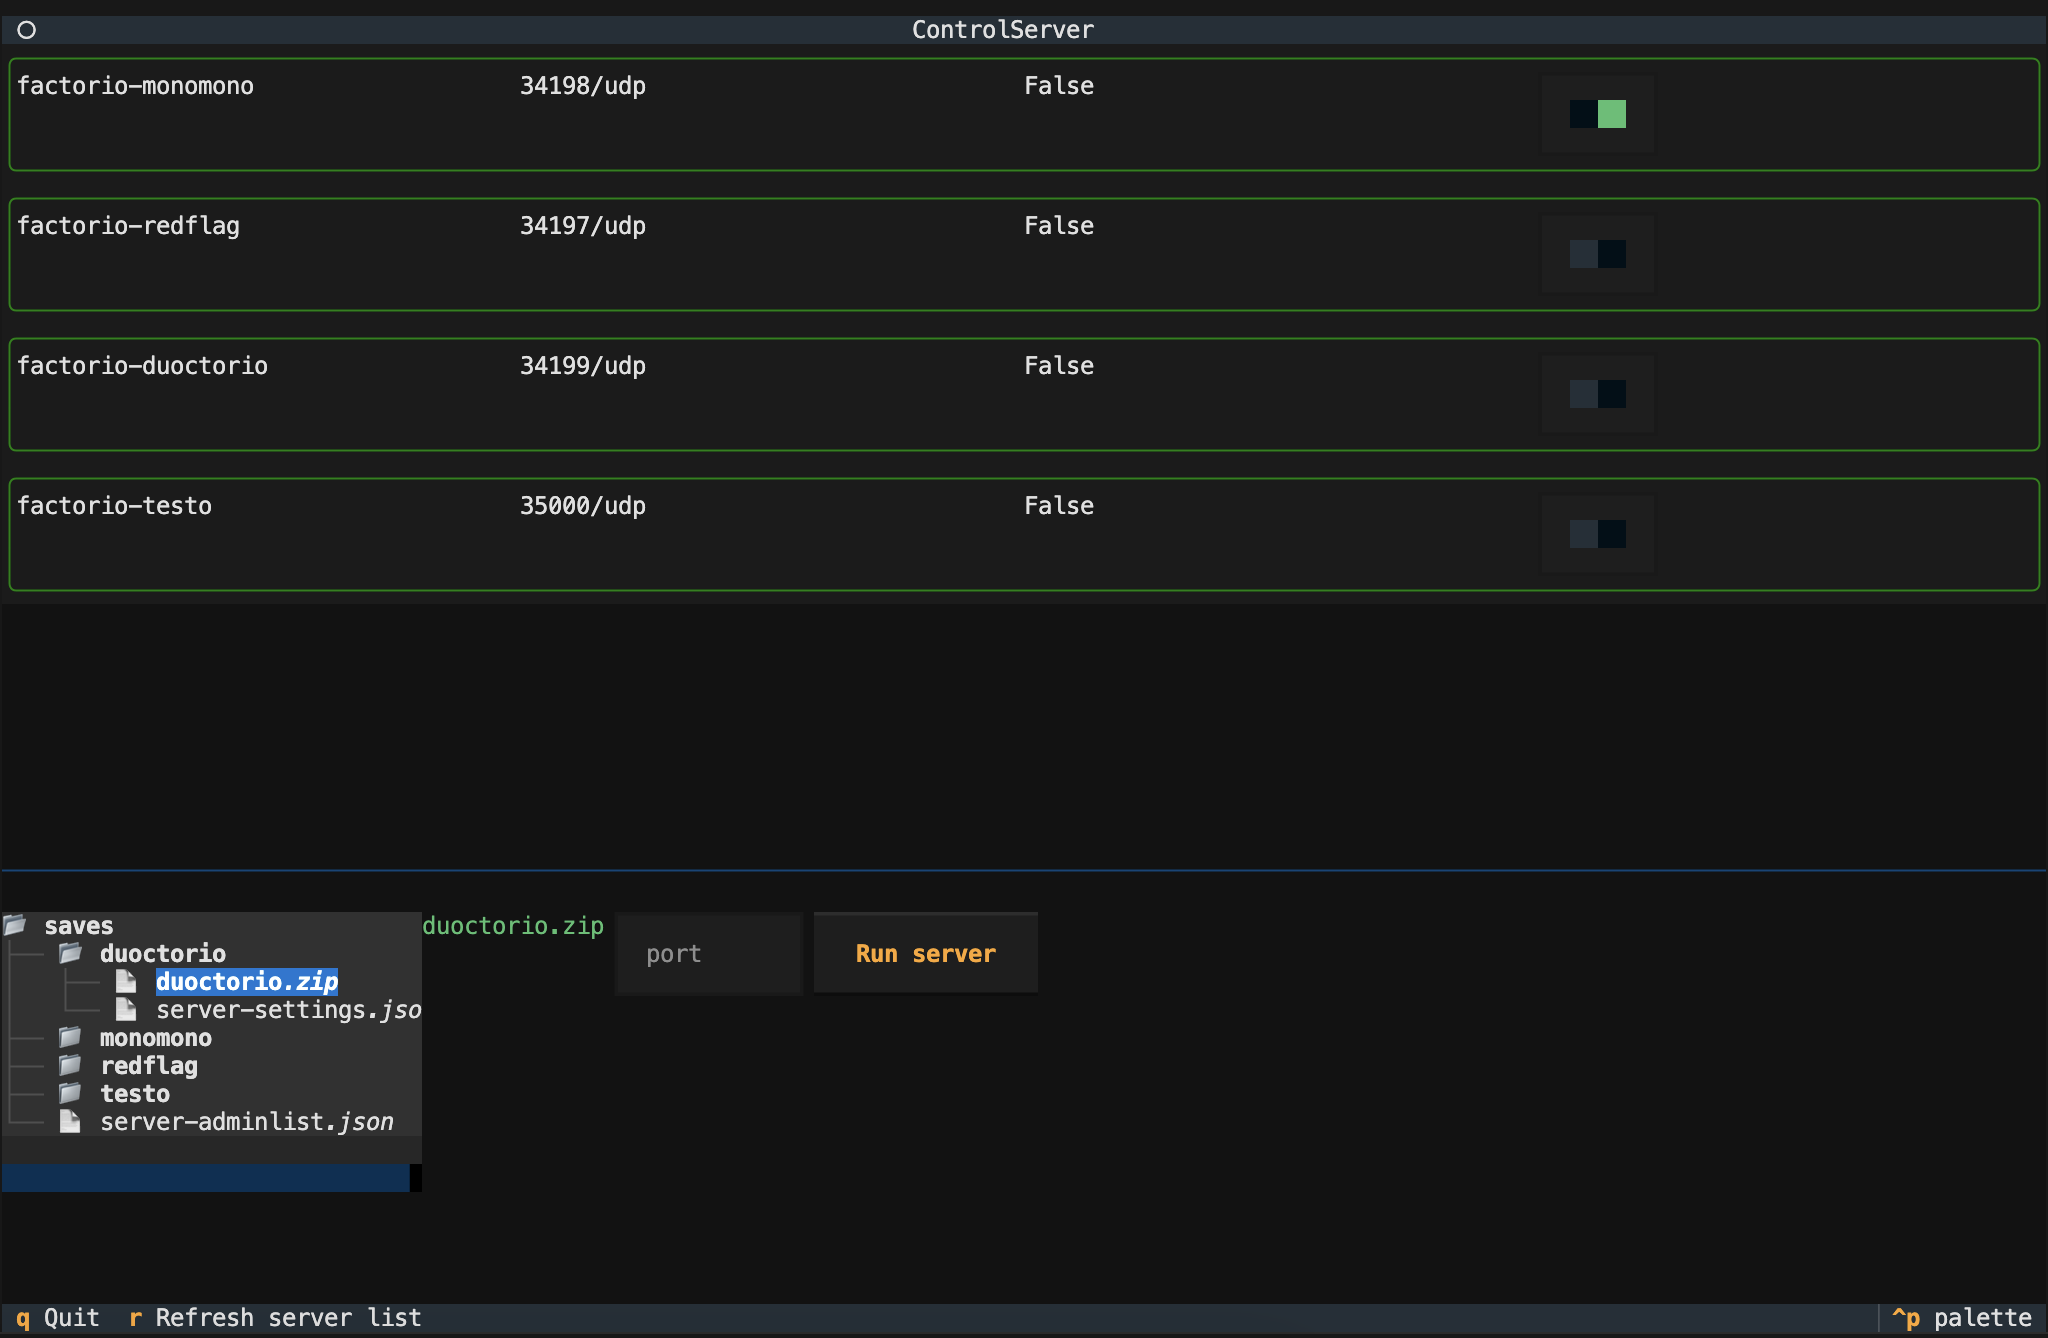 ControlServer
factorio-monomono 34198/udp False
factorio-redflag 34197/udp False
factorio-duoctorio 34199/udp False
factorio-testo 35000/udp False
saves duoctorio.zip
duoctorio port Run server
duoctorio.zip
server-settings.jso
monomono
redflag
testo
server-adminlist.json
q Quit r Refresh server list ^p palette